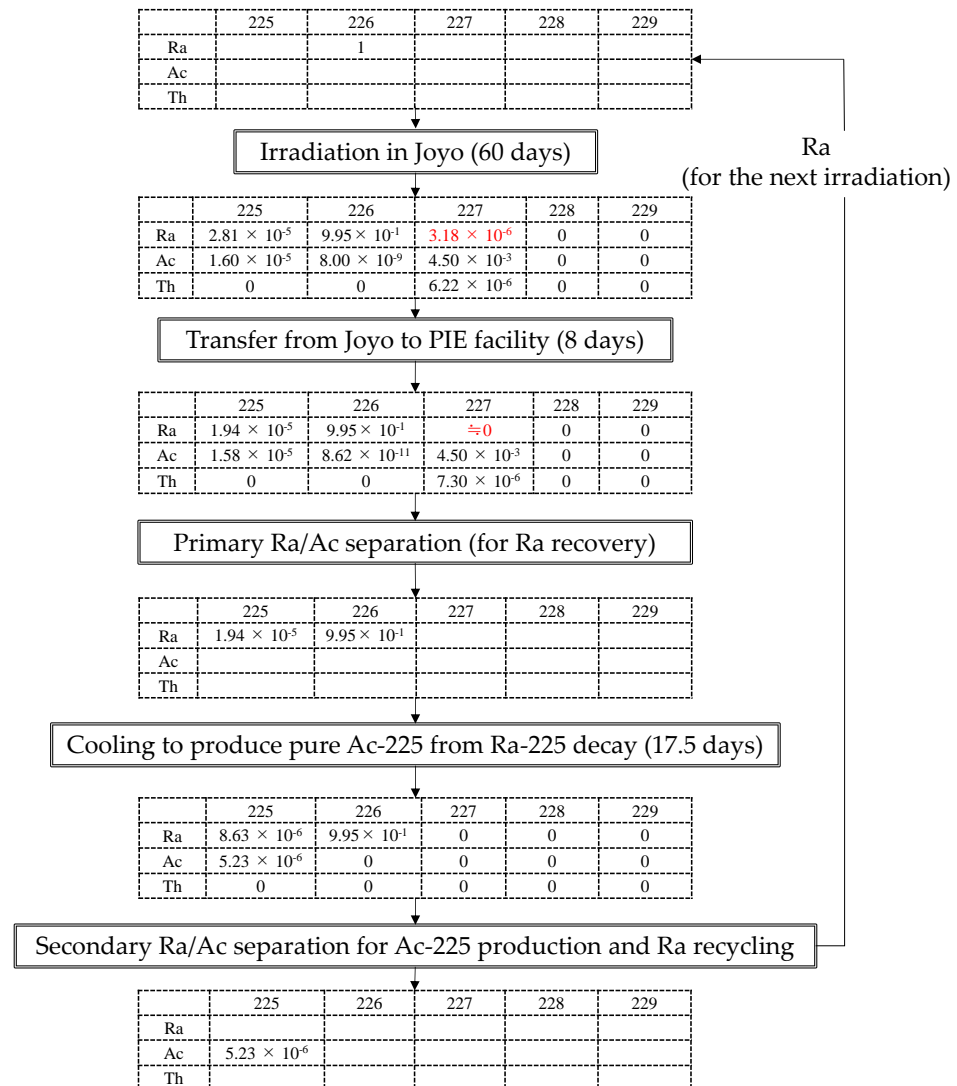 225 226 227 228 229
Ra 1
Ac
Th
Irradiation in Joyo (60 days)
Ra
(for the next irradiation)
225 226 227 228 229
Ra 2.81 × 10⁻⁵ 9.95× 10⁻¹ 3.18 × 10⁻⁶ 0 0
Ac 1.60 × 10⁻⁵ 8.00 × 10⁻⁹ 4.50 × 10⁻³ 0 0
Th 0 0 6.22 × 10⁻⁶ 0 0
Transfer from Joyo to PIE facility (8 days)
225 226 227 228 229
Ra 1.94 × 10⁻⁵ 9.95× 10⁻¹ ≒0 0 0
Ac 1.58 × 10⁻⁵ 8.62 × 10⁻¹¹ 4.50 × 10⁻³ 0 0
Th 0 0 7.30 × 10⁻⁶ 0 0
Primary Ra/Ac separation (for Ra recovery)
225 226 227 228 229
Ra 1.94 × 10⁻⁵ 9.95× 10⁻¹
Ac
Th
Cooling to produce pure Ac-225 from Ra-225 decay (17.5 days)
225 226 227 228 229
Ra 8.63 × 10⁻⁶ 9.95× 10⁻¹ 0 0 0
Ac 5.23 × 10⁻⁶ 0 0 0 0
Th 0 0 0 0 0
Secondary Ra/Ac separation for Ac-225 production and Ra recycling
225 226 227 228 229
Ra
Ac 5.23 × 10⁻⁶
Th